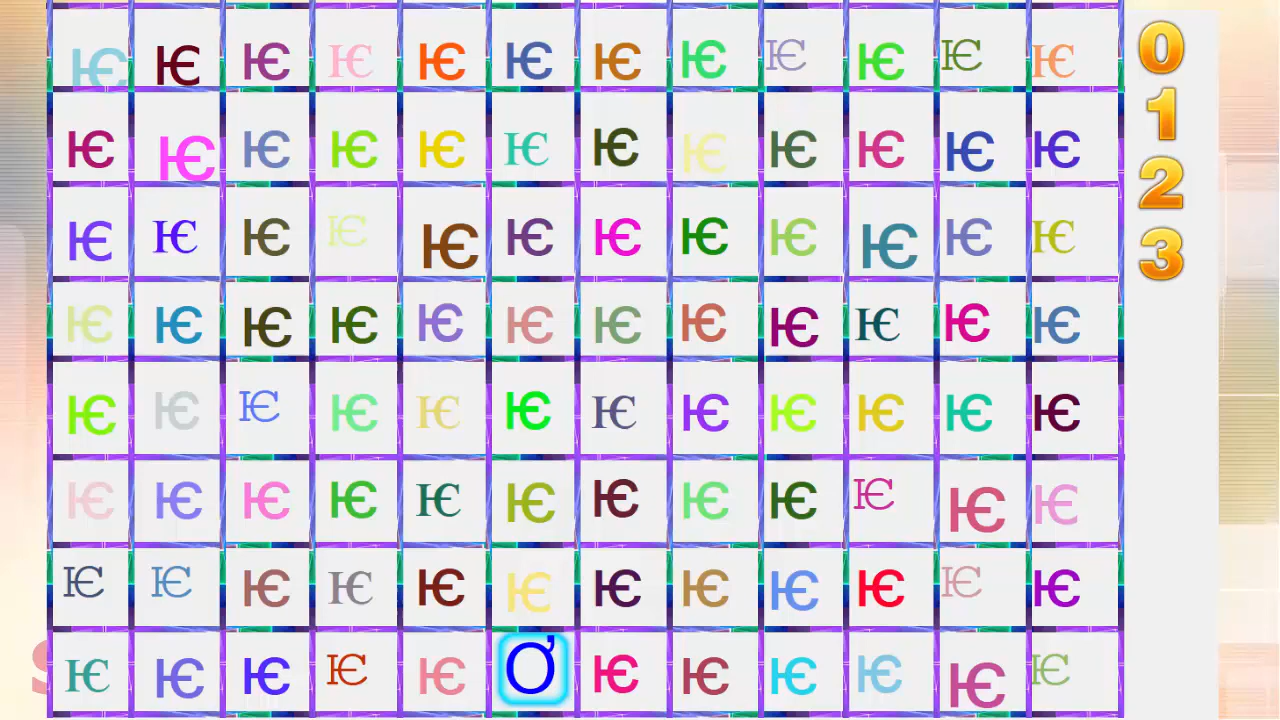 Ѥ Ѥ Ѥ Ѥ Ѥ Ѥ Ѥ Ѥ Ѥ Ѥ Ѥ Ѥ 0
Ѥ Ѥ Ѥ Ѥ Ѥ Ѥ Ѥ Ѥ Ѥ Ѥ Ѥ Ѥ 1
Ѥ Ѥ Ѥ Ѥ Ѥ Ѥ Ѥ Ѥ Ѥ Ѥ Ѥ Ѥ 2
Ѥ Ѥ Ѥ Ѥ Ѥ Ѥ Ѥ Ѥ Ѥ Ѥ Ѥ Ѥ 3
Ѥ Ѥ Ѥ Ѥ Ѥ Ѥ Ѥ Ѥ Ѥ Ѥ Ѥ Ѥ
Ѥ Ѥ Ѥ Ѥ Ѥ Ѥ Ѥ Ѥ Ѥ Ѥ Ѥ Ѥ
Ѥ Ѥ Ѥ Ѥ Ѥ Ѥ Ѥ Ѥ Ѥ Ѥ Ѥ Ѥ
Ѥ Ѥ Ѥ Ѥ Ѥ Ơ Ѥ Ѥ Ѥ Ѥ Ѥ Ѥ